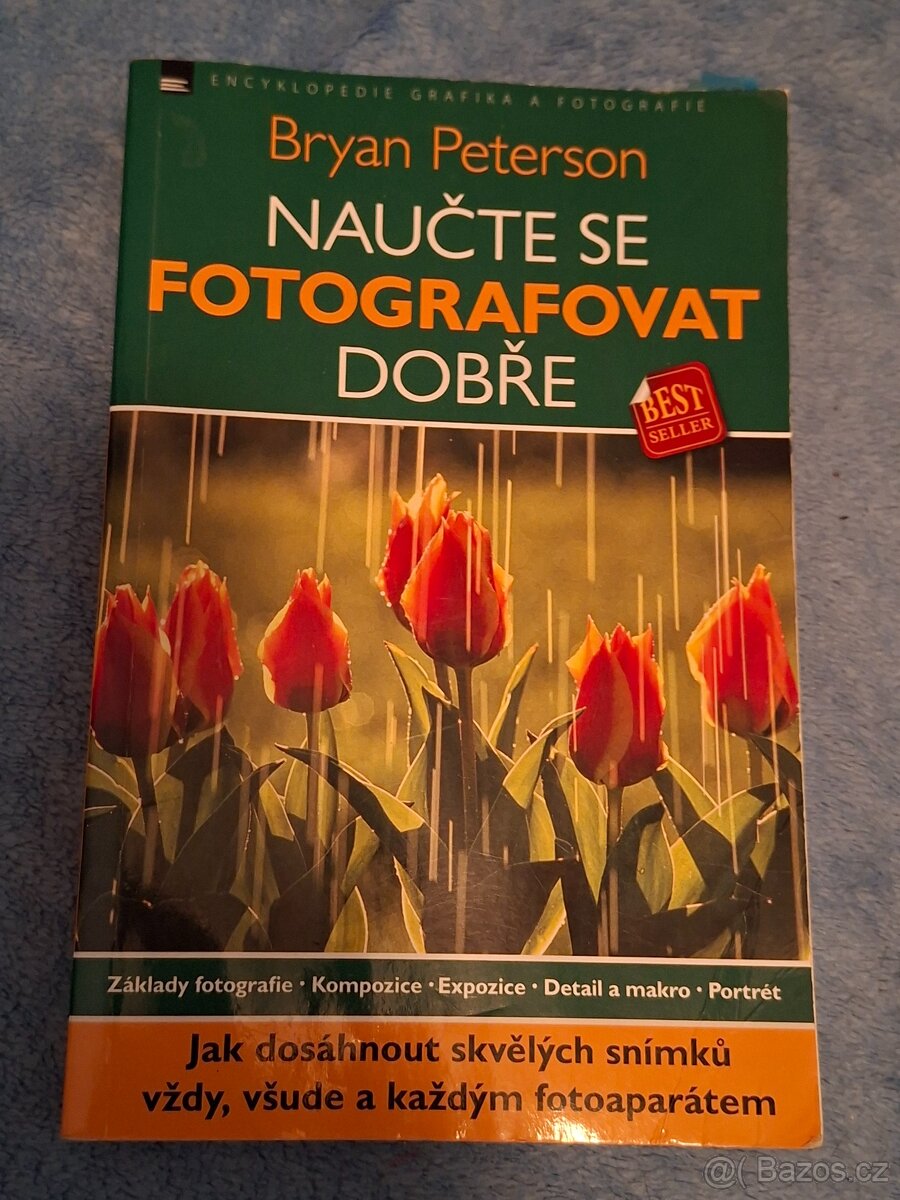 ENCYKLOPEDIE GRAFIKA A FOTOGRAFIE
Bryan Peterson
NAUČTE SE
FOTOGRAFOVAT
DOBŘE
BEST
SELLER
Základy fotografie · Kompozice · Expozice · Detail a makro · Portrét
Jak dosáhnout skvělých snímků
vždy, všude a každým fotoaparátem
@( Bazos.cz